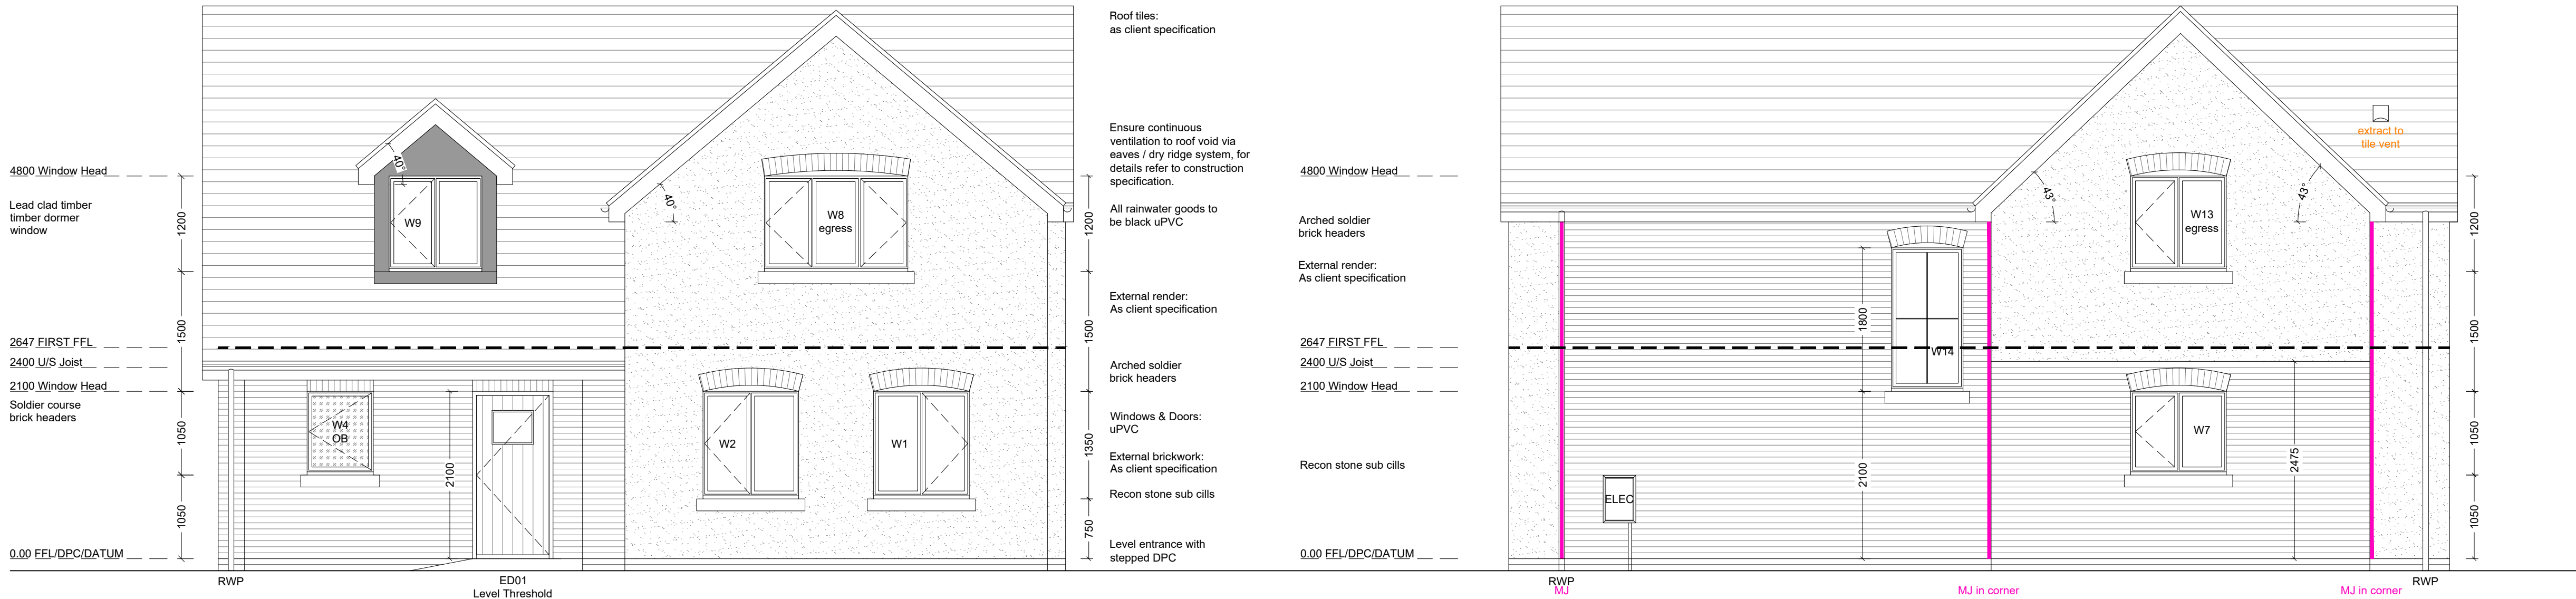 4800 Window Head
Lead clad timber
timber dormer
window
2647 FIRST FFL
2400 U/S Joist
2100 Window Head
Soldier course
brick headers
0.00 FFL/DPC/DATUM
1200
1500
1050
1050
40°
W9
W4
OB
2100
RWP
ED01
Level Threshold
40°
W8
egress
W2
W1
1200
1500
1350
750
Roof tiles:
as client specification
Ensure continuous
ventilation to roof void via
eaves / dry ridge system, for
details refer to construction
specification.
All rainwater goods to
be black uPVC
External render:
As client specification
Arched soldier
brick headers
Windows & Doors:
uPVC
External brickwork:
As client specification
Recon stone sub cills
Level entrance with
stepped DPC
4800 Window Head
Arched soldier
brick headers
External render:
As client specification
2647 FIRST FFL
2400 U/S Joist
2100 Window Head
Recon stone sub cills
0.00 FFL/DPC/DATUM
ELEC
1800
2100
W14
43°
43°
W13
egress
extract to
tile vent
W7
2475
1200
1500
1050
1050
RWP
MJ
MJ in corner
MJ in corner
RWP